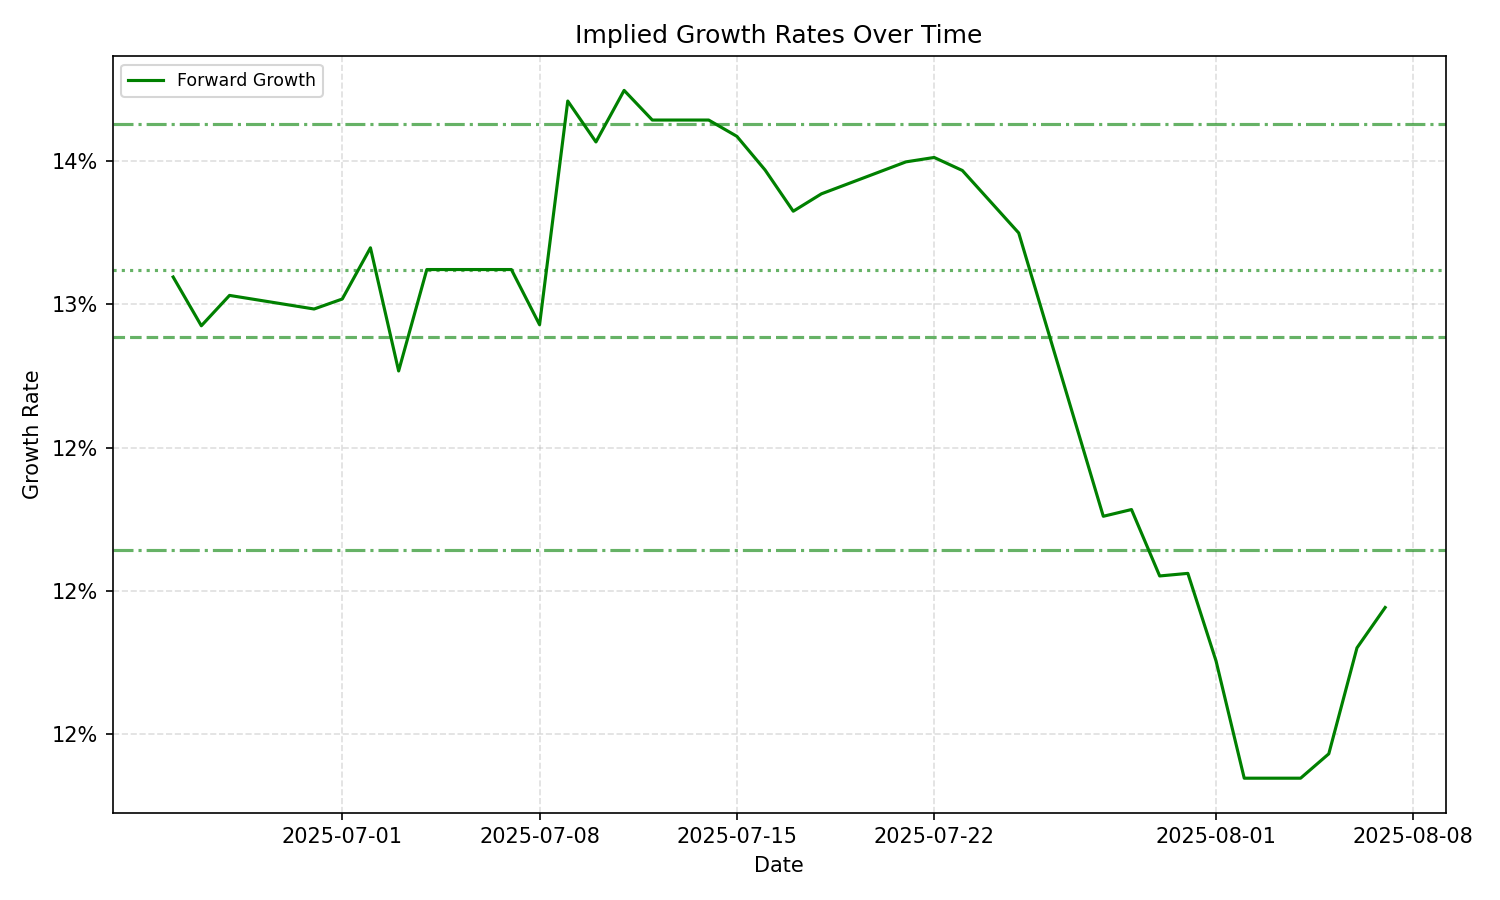 Implied Growth Rates Over Time
Forward Growth
14%
13%
12%
12%
12%
Growth Rate
2025-07-01
2025-07-08
2025-07-15
2025-07-22
2025-08-01
2025-08-08
Date